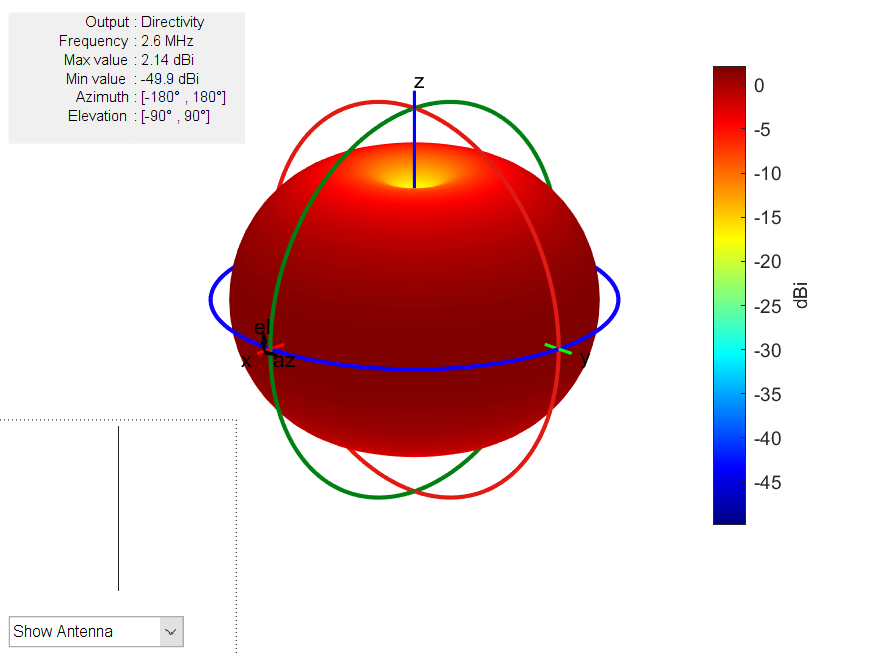 Output : Directivity
Frequency : 2.6 MHz
Max value : 2.14 dBi
Min value : -49.9 dBi
Azimuth : [-180° , 180°]
Elevation : [-90° , 90°]
z
el
x
az
y
0
-5
-10
-15
-20
-25
-30
-35
-40
-45
dBi
Show Antenna